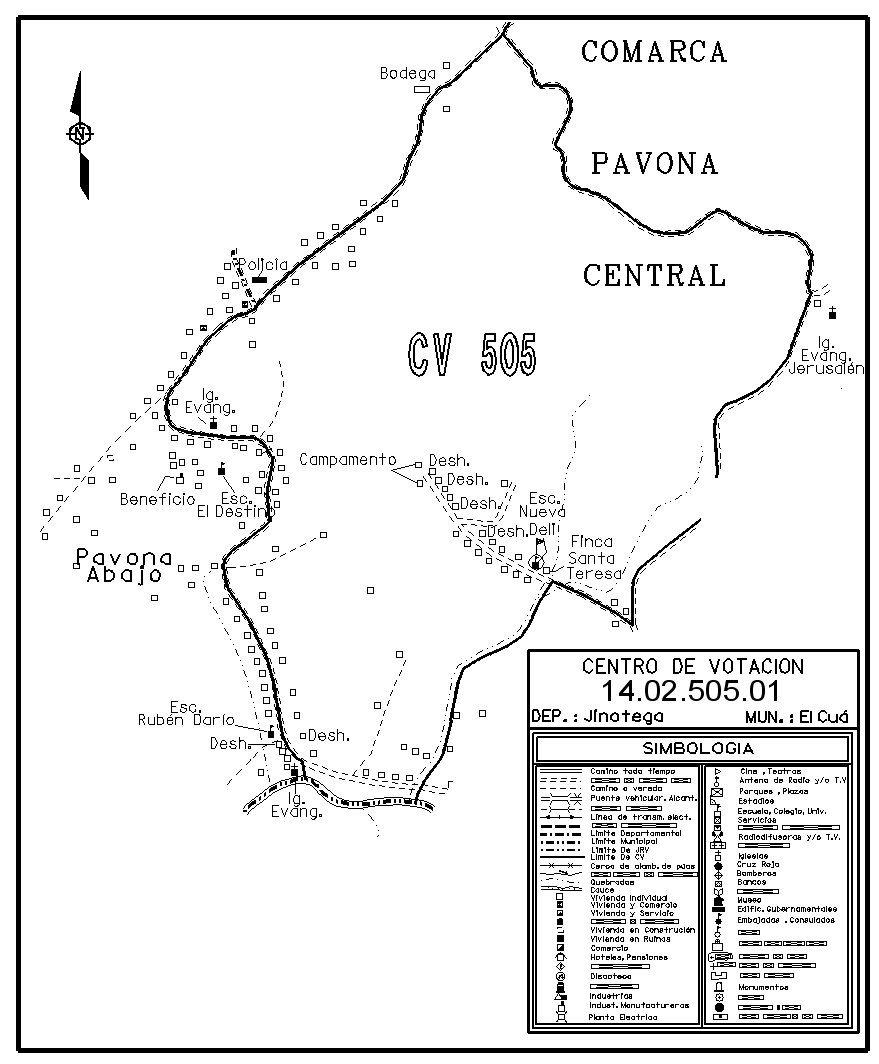 COMARCA
Bodega
N
PAVONA
Policia
CENTRAL
CV 505
Ig.
Evang.
Jerusalén
Ig.
Evang.
Campamento
Desh.
Desh.
Desh.
Beneficio
Esc.
El Destino
Esc.
Nueva
Deli
Desh.
Finca
Santa
Teresa
Pavona
Abajo
Esc.
Rubén Darío
Desh.
Desh.
Ig.
Evang.
CENTRO DE VOTACION
14.02.505.01
DEP.: Jinotega MUN.: El Cuá
SIMBOLOGIA
Camino todo tiempo
Camino o vereda
Puente vehicular. Alcant.
Línea de transm. elect.
Límite Departamental
Límite Municipal
Límite De JRV
Límite De CV
Cerca de alamb. de púas
Quebradas
Cauce
Vivienda Individual
Vivienda y Comercio
Vivienda y Servicio
Vivienda en Construción
Vivienda en Ruinas
Comercio
Hoteles, Pensiones
Discoteca
Industrias
Indust. Manufactureras
Planta Electrica
Cine , Teatros
Antena de Radio y/o T.V
Parques , Plazas
Estadios
Escuela, Colegio, Univ.
Servicios
Radiodifusoras y/o T.V.
Iglesias
Cruz Roja
Bomberos
Bancos
Museo
Edific. Gubernamentales
Embajadas . Consulados
Monumentos